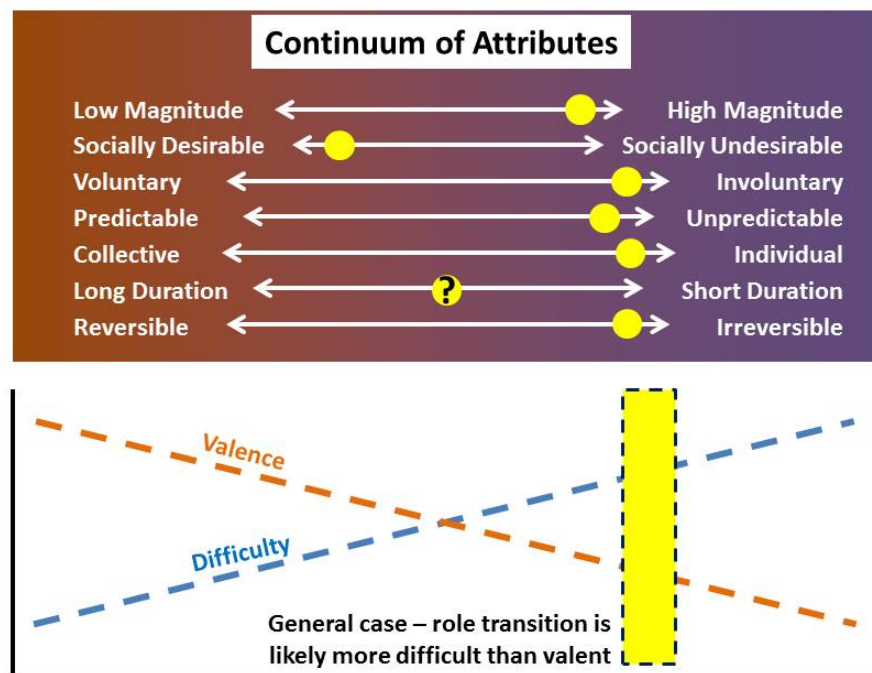 Continuum of Attributes
Low Magnitude High Magnitude
Socially Desirable Socially Undesirable
Voluntary Involuntary
Predictable Unpredictable
Collective Individual
Long Duration ? Short Duration
Reversible Irreversible
Valence
Difficulty
General case – role transition is
likely more difficult than valent